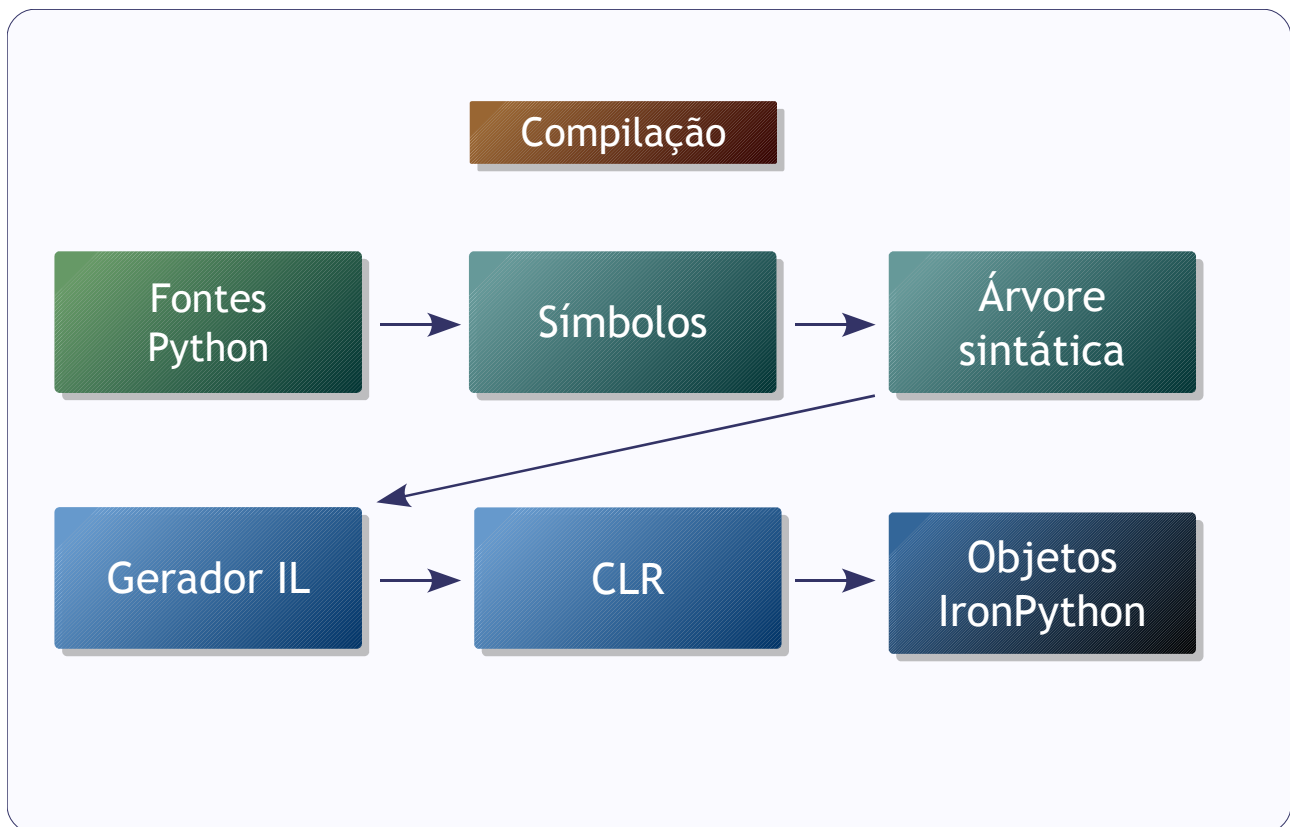 Compilação
Fontes
Python
Símbolos
Árvore
sintática
Gerador IL
CLR
Objetos
IronPython